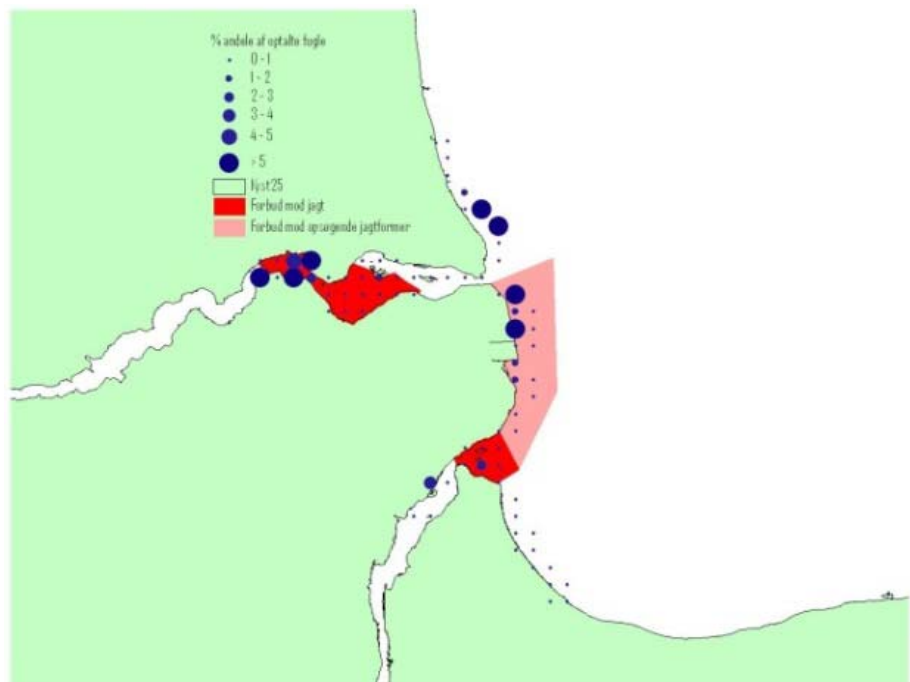 % andele af optalte fugle
0 - 1
1 - 2
2 - 3
3 - 4
4 - 5
> 5
Kyst25
Forbud mod jagt
Forbud mod opsøgende jagtformer